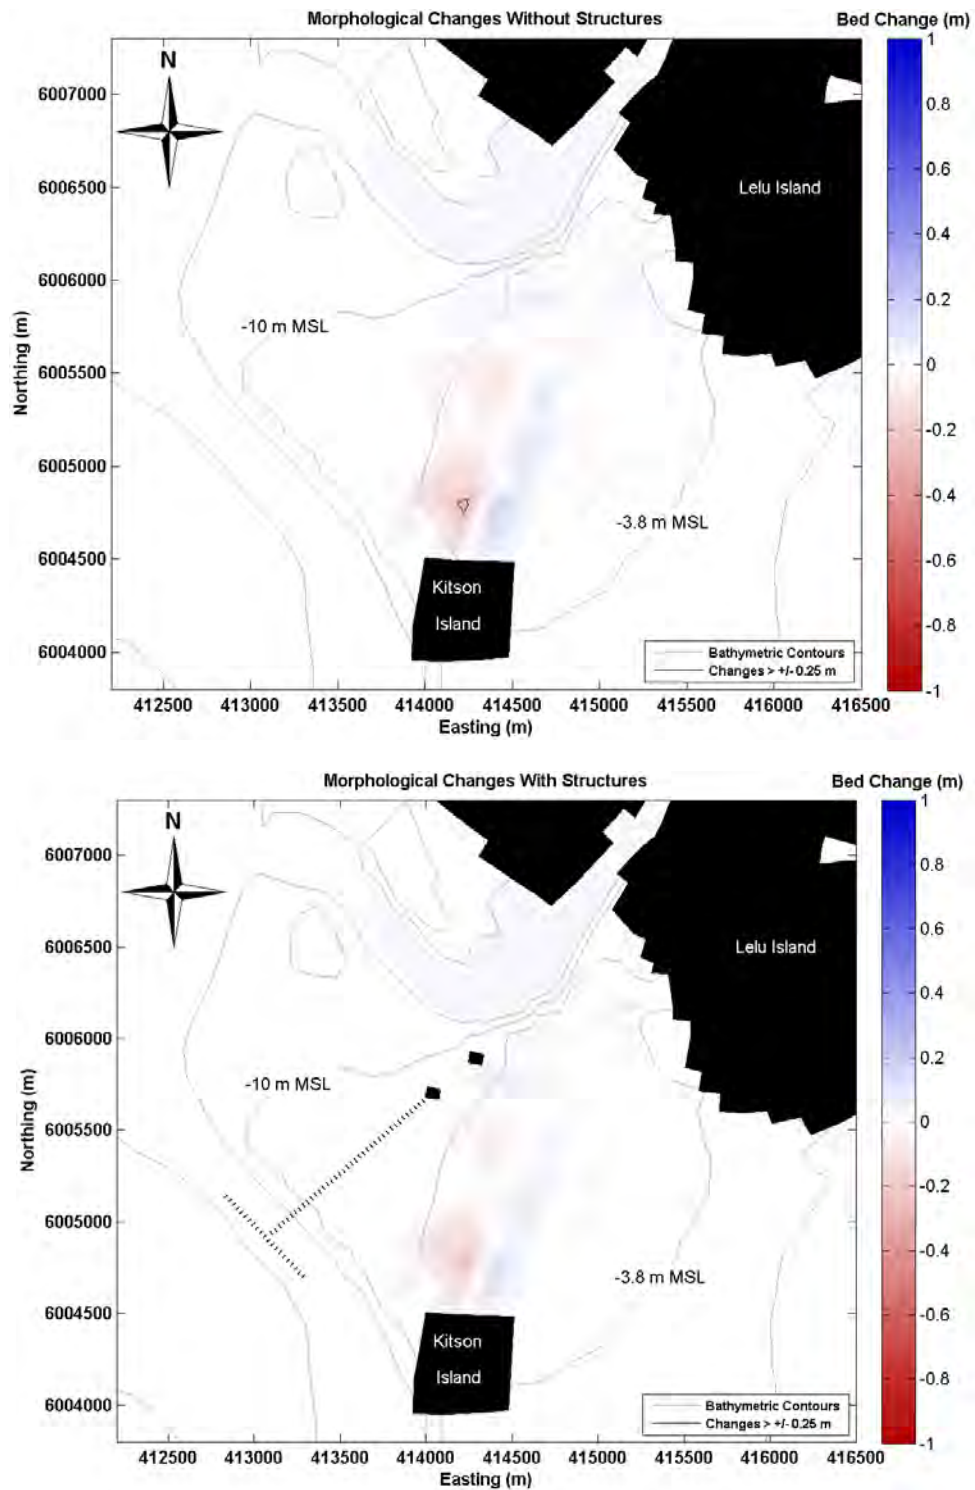 Morphological Changes Without Structures
Bed Change (m)
N
Lelu Island
-10 m MSL
-3.8 m MSL
Kitson
Island
Bathymetric Contours
Changes > +/- 0.25 m
Northing (m)
6007000
6006500
6006000
6005500
6005000
6004500
6004000
412500 413000 413500 414000 414500 415000 415500 416000 416500
Easting (m)
1
0.8
0.6
0.4
0.2
0
-0.2
-0.4
-0.6
-0.8
-1
Morphological Changes With Structures
Bed Change (m)
N
Lelu Island
-10 m MSL
-3.8 m MSL
Kitson
Island
Bathymetric Contours
Changes > +/- 0.25 m
Northing (m)
6007000
6006500
6006000
6005500
6005000
6004500
6004000
412500 413000 413500 414000 414500 415000 415500 416000 416500
Easting (m)
1
0.8
0.6
0.4
0.2
0
-0.2
-0.4
-0.6
-0.8
-1